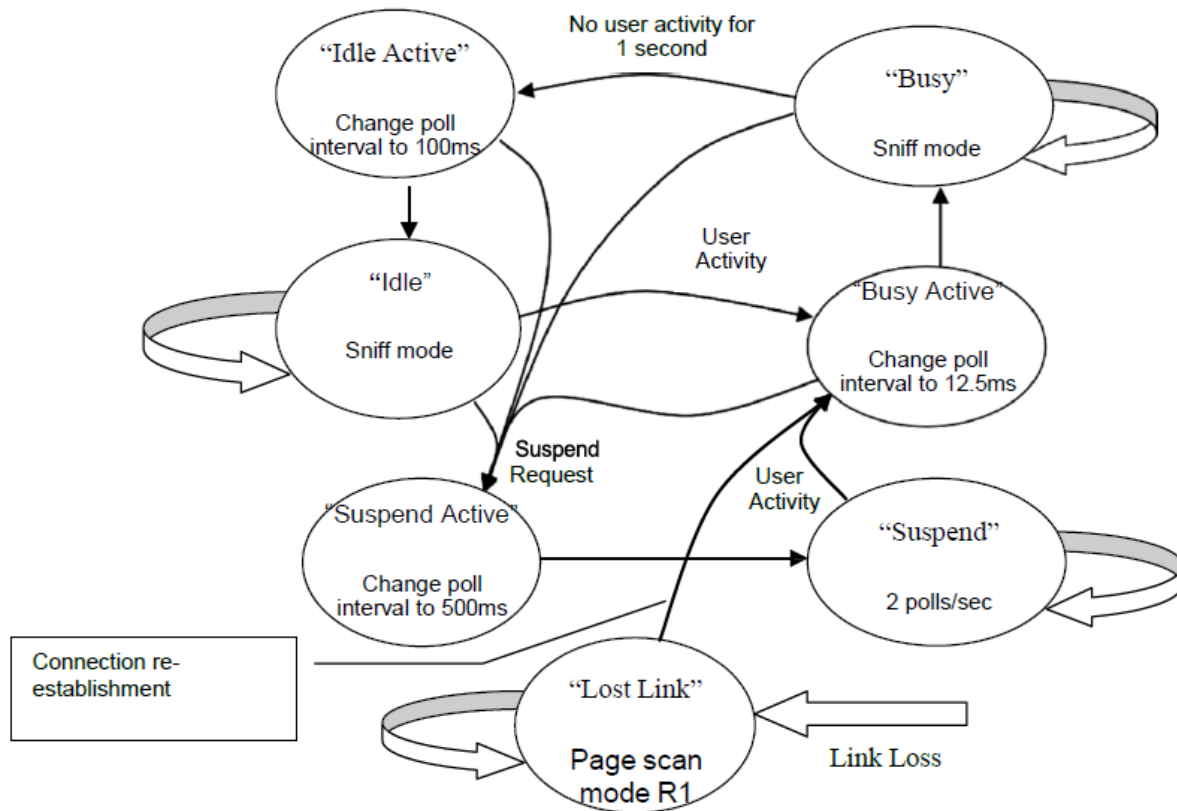 No user activity for
1 second
“Idle Active”
Change poll
interval to 100ms
“Busy”
Sniff mode
User
Activity
“Idle”
Sniff mode
“Busy Active”
Change poll
interval to 12.5ms
Suspend
Request
User
Activity
“Suspend Active”
Change poll
interval to 500ms
“Suspend”
2 polls/sec
Connection re-
establishment
“Lost Link”
Page scan
mode R1
Link Loss